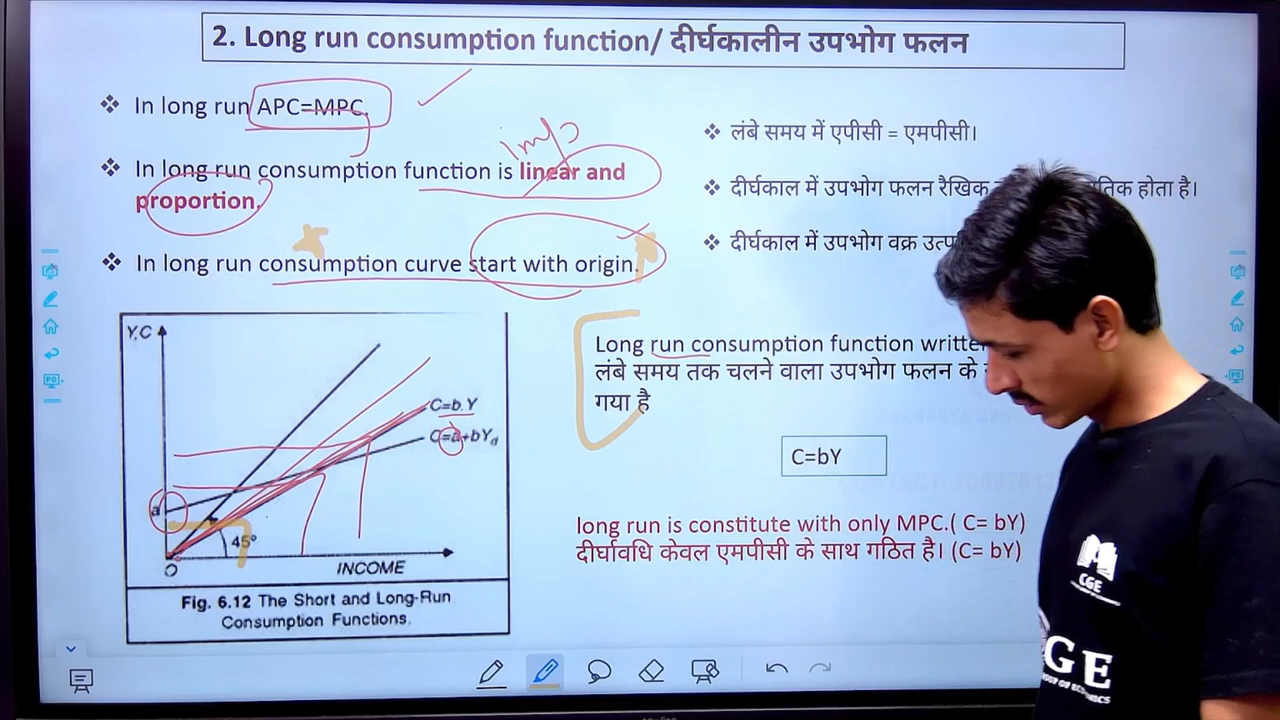 2. Long run consumption function/ दीर्घकालीन उपभोग फलन
In long run APC=MPC.
In long run consumption function is linear and
proportion.
In long run consumption curve start with origin.
imp
लंबे समय में एपीसी = एमपीसी।
दीर्घकाल में उपभोग फलन रैखिक होता है।
दीर्घकाल में उपभोग वक्र
Y,C
C=b.Y
C=a+bYd
a
45°
O
INCOME
Fig. 6.12 The Short and Long-Run
Consumption Functions.
Long run consumption function written
लंबे समय तक चलने वाला उपभोग फलन के
गया है
C=bY
long run is constitute with only MPC.( C= bY)
दीर्घावधि केवल एमपीसी के साथ गठित है। (C= bY)
CGE
GE